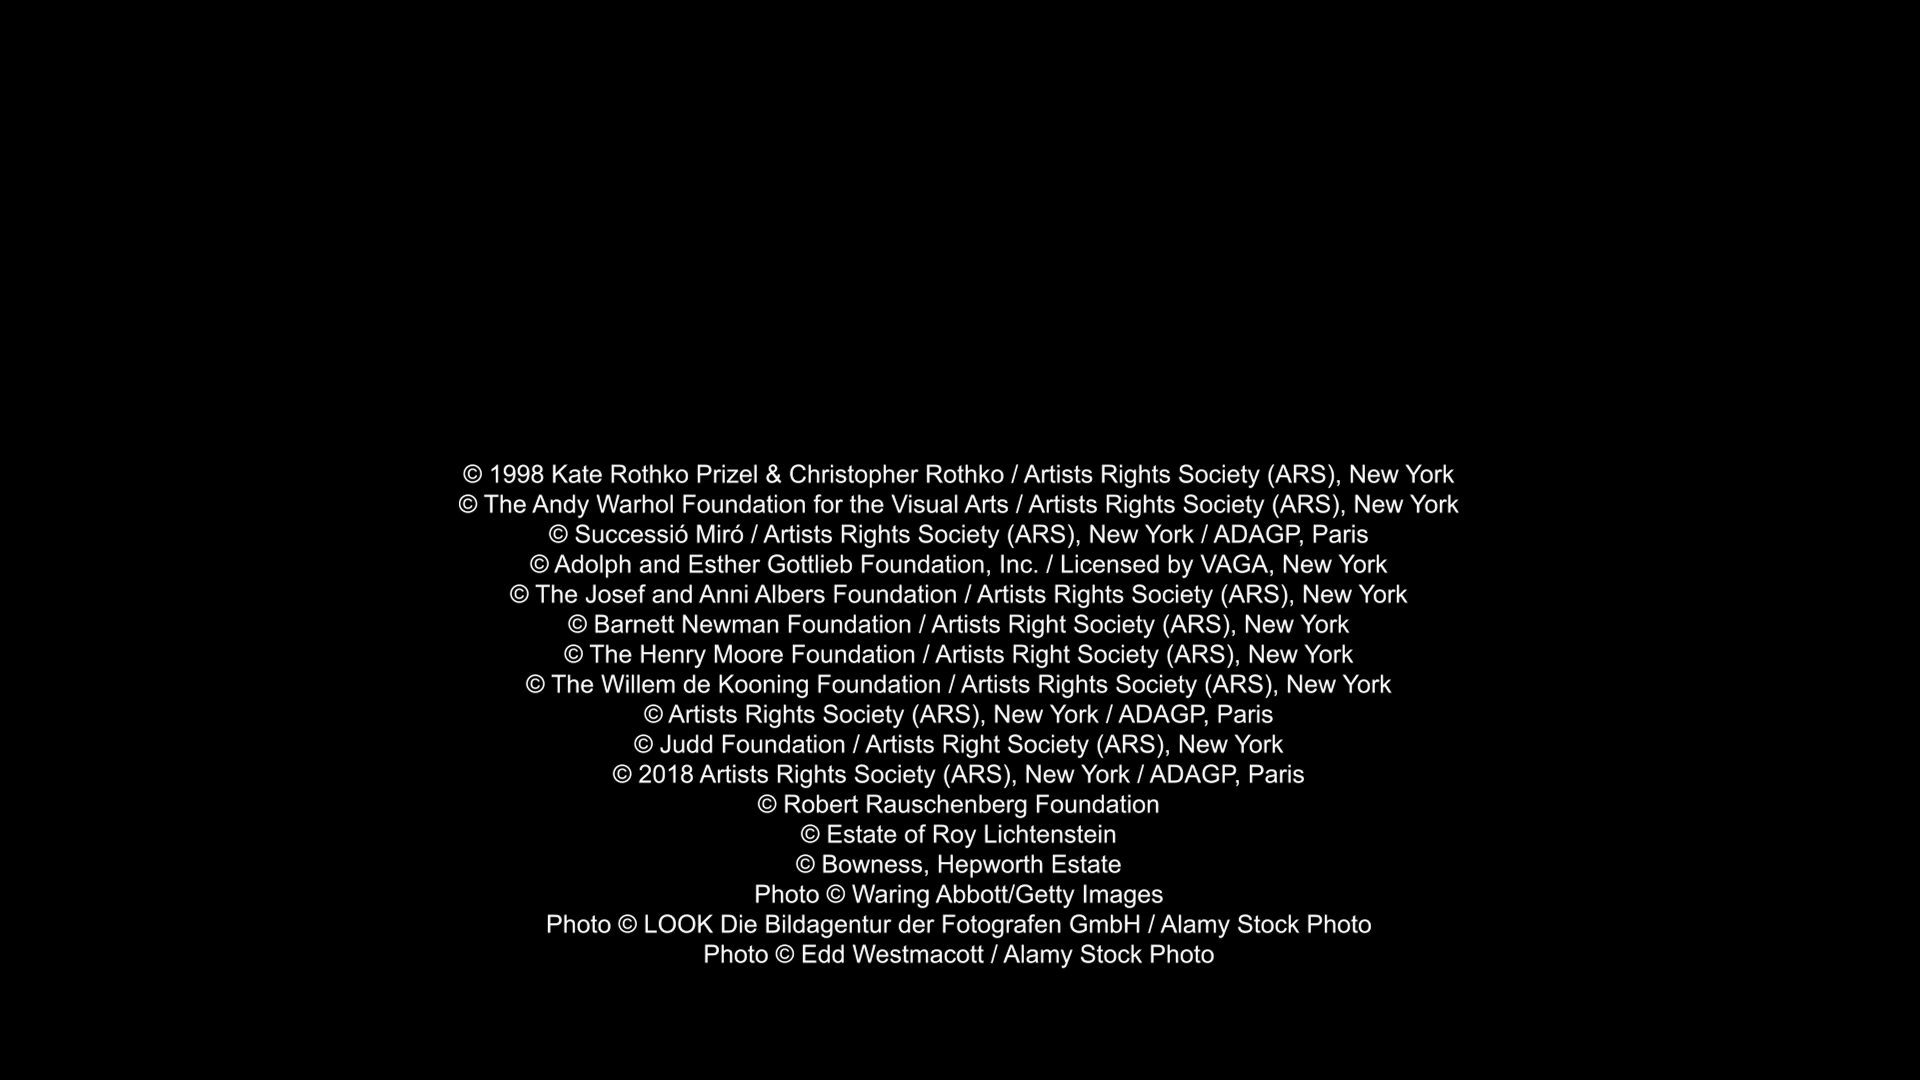 © 1998 Kate Rothko Prizel & Christopher Rothko / Artists Rights Society (ARS), New York
© The Andy Warhol Foundation for the Visual Arts / Artists Rights Society (ARS), New York
© Successió Miró / Artists Rights Society (ARS), New York / ADAGP, Paris
© Adolph and Esther Gottlieb Foundation, Inc. / Licensed by VAGA, New York
© The Josef and Anni Albers Foundation / Artists Rights Society (ARS), New York
© Barnett Newman Foundation / Artists Right Society (ARS), New York
© The Henry Moore Foundation / Artists Right Society (ARS), New York
© The Willem de Kooning Foundation / Artists Rights Society (ARS), New York
© Artists Rights Society (ARS), New York / ADAGP, Paris
© Judd Foundation / Artists Right Society (ARS), New York
© 2018 Artists Rights Society (ARS), New York / ADAGP, Paris
© Robert Rauschenberg Foundation
© Estate of Roy Lichtenstein
© Bowness, Hepworth Estate
Photo © Waring Abbott/Getty Images
Photo © LOOK Die Bildagentur der Fotografen GmbH / Alamy Stock Photo
Photo © Edd Westmacott / Alamy Stock Photo